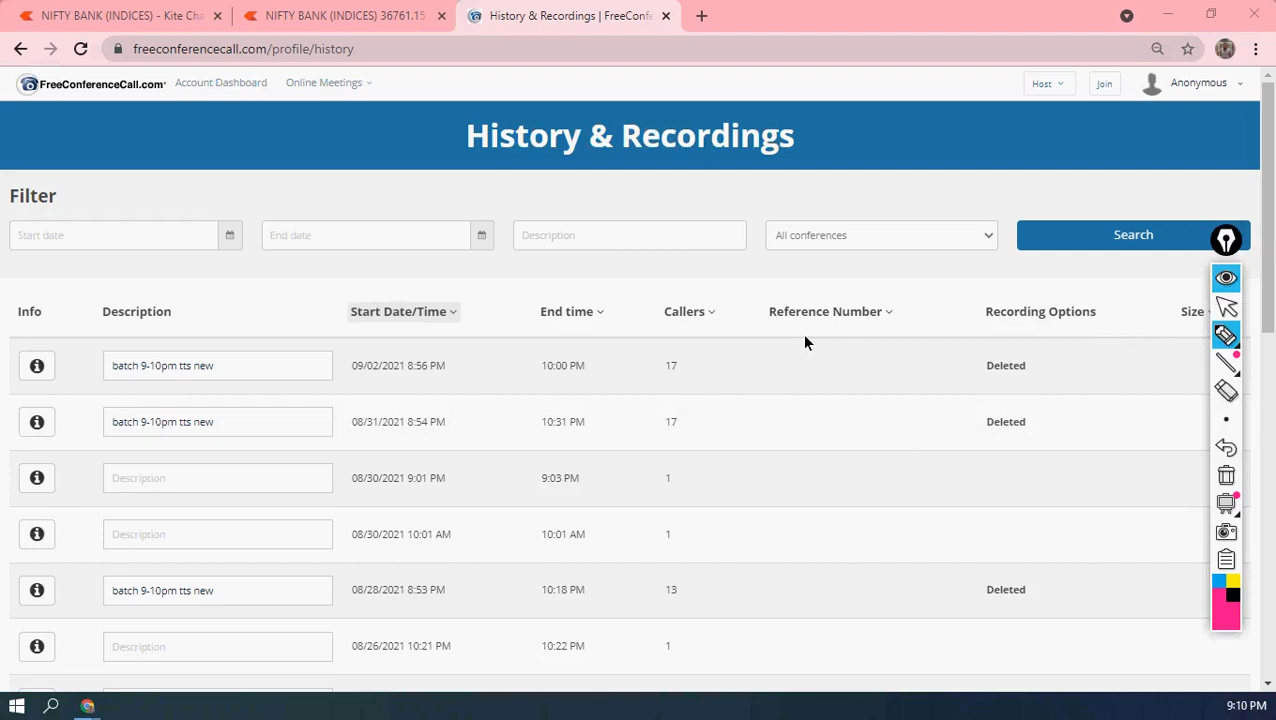 NIFTY BANK (INDICES) - Kite Cha
NIFTY BANK (INDICES) 36761.15
History & Recordings | FreeConfe
freeconferencecall.com/profile/history
FreeConferenceCall.com
Account Dashboard
Online Meetings
Host
Join
Anonymous
History & Recordings
Filter
Start date
End date
Description
All conferences
Search
Info Description Start Date/Time End time Callers Reference Number Recording Options Size
batch 9-10pm tts new 09/02/2021 8:56 PM 10:00 PM 17 Deleted
batch 9-10pm tts new 08/31/2021 8:54 PM 10:31 PM 17 Deleted
Description 08/30/2021 9:01 PM 9:03 PM 1
Description 08/30/2021 10:01 AM 10:01 AM 1
batch 9-10pm tts new 08/28/2021 8:53 PM 10:18 PM 13 Deleted
Description 08/26/2021 10:21 PM 10:22 PM 1
9:10 PM